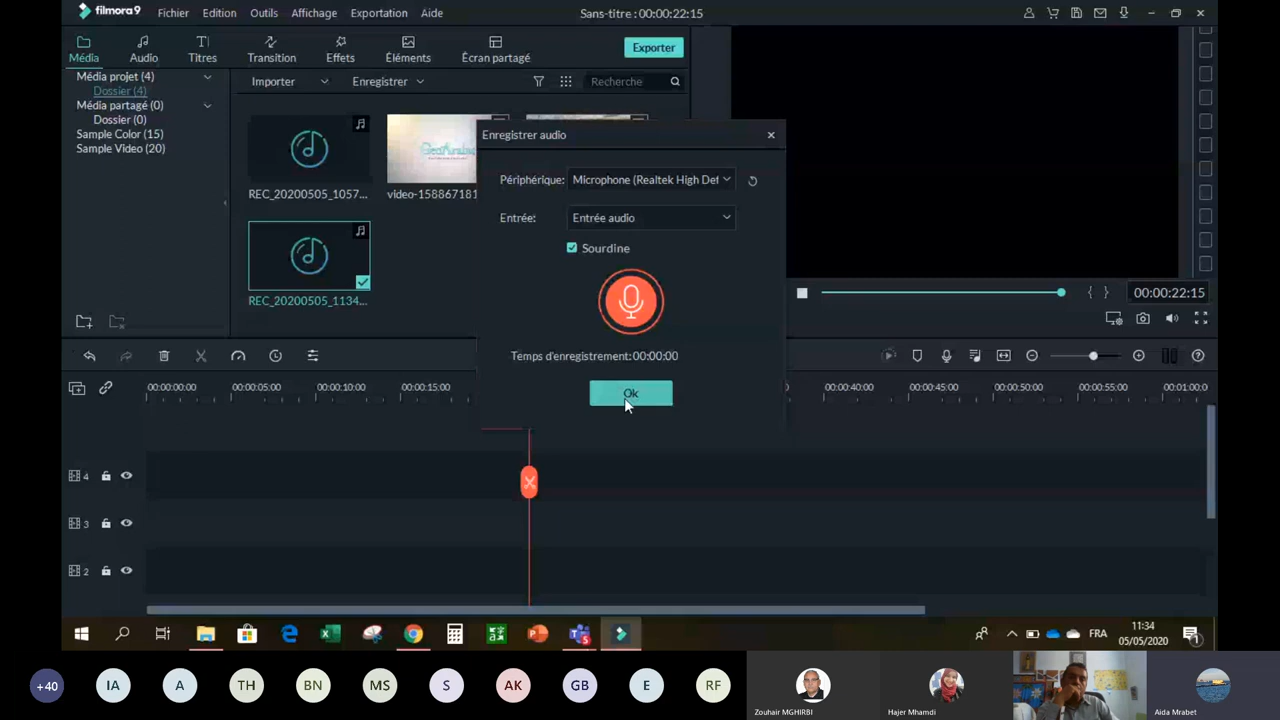 filmora9 Fichier Edition Outils Affichage Exportation Aide Sans-titre : 00:00:22:15
Média Audio Titres Transition Effets Éléments Écran partagé Exporter
Média projet (4)
Dossier (4)
Média partagé (0)
Dossier (0)
Sample Color (15)
Sample Video (20)
Importer Enregistrer Recherche
REC_20200505_1057... video-158867181
REC_20200505_1134...
Enregistrer audio
Périphérique: Microphone (Realtek High Def
Entrée: Entrée audio
Sourdine
Temps d'enregistrement:00:00:00
Ok
{ } 00:00:22:15
00:00:00:00 00:00:05:00 00:00:10:00 00:00:15:00 00:00:40:00 00:00:45:00 00:00:50:00 00:00:55:00 00:01:00:0
4
3
2
FRA
11:34
05/05/2020
1
+40 IA A TH BN MS S AK GB E RF
Zouhair MGHIRBI Hajer Mhamdi Aida Mrabet